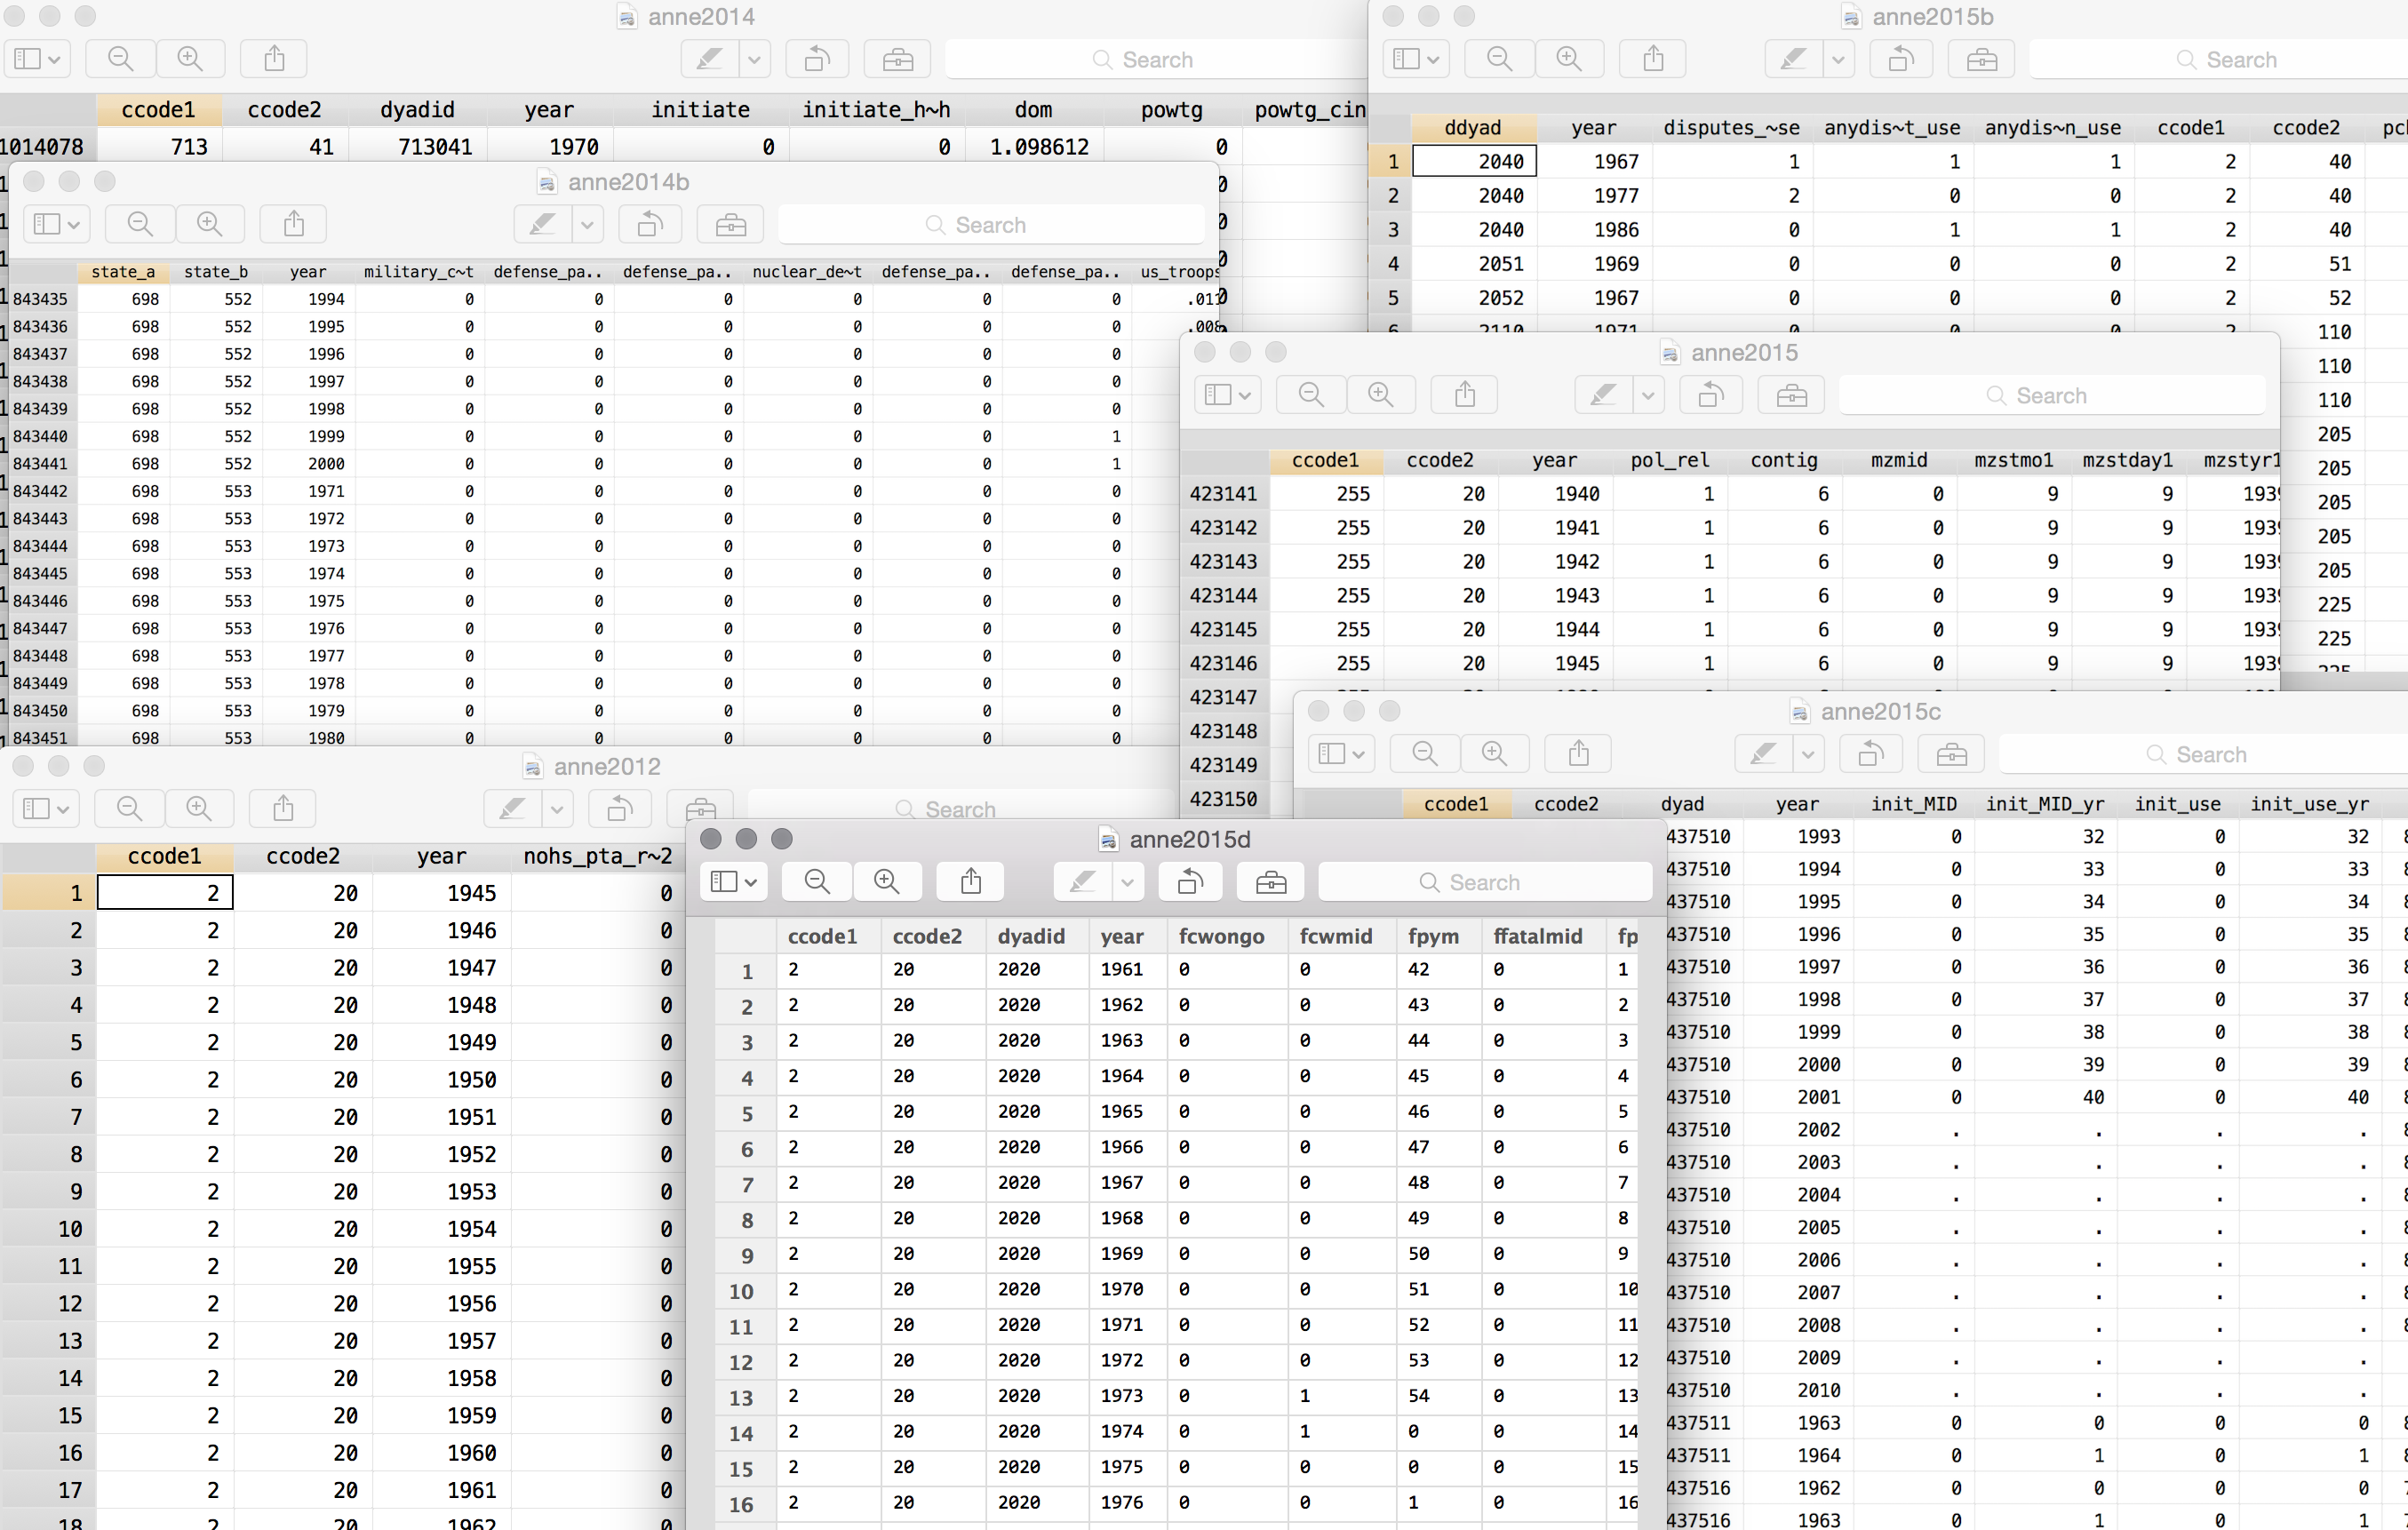 anne2014
Search
ccode1 ccode2 dyadid year initiate initiate_h~h dom powtg powtg_cin
1014078 713 41 713041 1970 0 0 1.098612 0
anne2014b
Search
state_a state_b year military_c~t defense_pa.. defense_pa.. nuclear_de~t defense_pa.. defense_pa.. us_troops
843435 698 552 1994 0 0 0 0 0 0 .011
843436 698 552 1995 0 0 0 0 0 0 .008
843437 698 552 1996 0 0 0 0 0 0
843438 698 552 1997 0 0 0 0 0 0
843439 698 552 1998 0 0 0 0 0 0
843440 698 552 1999 0 0 0 0 0 1
843441 698 552 2000 0 0 0 0 0 1
843442 698 553 1971 0 0 0 0 0 0
843443 698 553 1972 0 0 0 0 0 0
843444 698 553 1973 0 0 0 0 0 0
843445 698 553 1974 0 0 0 0 0 0
843446 698 553 1975 0 0 0 0 0 0
843447 698 553 1976 0 0 0 0 0 0
843448 698 553 1977 0 0 0 0 0 0
843449 698 553 1978 0 0 0 0 0 0
843450 698 553 1979 0 0 0 0 0 0
843451 698 553 1980 0 0 0 0 0 0
anne2015b
Search
ddyad year disputes_~se anydis~t_use anydis~n_use ccode1 ccode2
1 2040 1967 1 1 1 2 40
2 2040 1977 2 0 0 2 40
3 2040 1986 0 1 1 2 40
4 2051 1969 0 0 0 2 51
5 2052 1967 0 0 0 2 52
6 2110 1971 0 0 0 2 110
110
110
205
205
205
205
205
225
225
225
anne2015
Search
ccode1 ccode2 year pol_rel contig mzmid mzstmo1 mzstday1 mzstyr1
423141 255 20 1940 1 6 0 9 9 1939
423142 255 20 1941 1 6 0 9 9 1939
423143 255 20 1942 1 6 0 9 9 1939
423144 255 20 1943 1 6 0 9 9 1939
423145 255 20 1944 1 6 0 9 9 1939
423146 255 20 1945 1 6 0 9 9 1939
423147
423148
423149
423150
anne2015c
Search
ccode1 ccode2 dyad year init_MID init_MID_yr init_use init_use_yr
437510 1993 0 32 0 32
437510 1994 0 33 0 33
437510 1995 0 34 0 34
437510 1996 0 35 0 35
437510 1997 0 36 0 36
437510 1998 0 37 0 37
437510 1999 0 38 0 38
437510 2000 0 39 0 39
437510 2001 0 40 0 40
437510 2002 . . . .
437510 2003 . . . .
437510 2004 . . . .
437510 2005 . . . .
437510 2006 . . . .
437510 2007 . . . .
437510 2008 . . . .
437510 2009 . . . .
437510 2010 . . . .
437511 1963 0 0 0 0
437511 1964 0 1 0 1
437516 1962 0 0 0 0
437516 1963 0 1 0 1
anne2012
Search
ccode1 ccode2 year nohs_pta_r~2
1 2 20 1945 0
2 2 20 1946 0
3 2 20 1947 0
4 2 20 1948 0
5 2 20 1949 0
6 2 20 1950 0
7 2 20 1951 0
8 2 20 1952 0
9 2 20 1953 0
10 2 20 1954 0
11 2 20 1955 0
12 2 20 1956 0
13 2 20 1957 0
14 2 20 1958 0
15 2 20 1959 0
16 2 20 1960 0
17 2 20 1961 0
18 2 20 1962 0
anne2015d
Search
ccode1 ccode2 dyadid year fcwongo fcwmid fpym ffatalmid fp
1 2 20 2020 1961 0 0 42 0 1
2 2 20 2020 1962 0 0 43 0 2
3 2 20 2020 1963 0 0 44 0 3
4 2 20 2020 1964 0 0 45 0 4
5 2 20 2020 1965 0 0 46 0 5
6 2 20 2020 1966 0 0 47 0 6
7 2 20 2020 1967 0 0 48 0 7
8 2 20 2020 1968 0 0 49 0 8
9 2 20 2020 1969 0 0 50 0 9
10 2 20 2020 1970 0 0 51 0 10
11 2 20 2020 1971 0 0 52 0 11
12 2 20 2020 1972 0 0 53 0 12
13 2 20 2020 1973 0 1 54 0 13
14 2 20 2020 1974 0 1 0 0 14
15 2 20 2020 1975 0 0 0 0 15
16 2 20 2020 1976 0 0 1 0 16